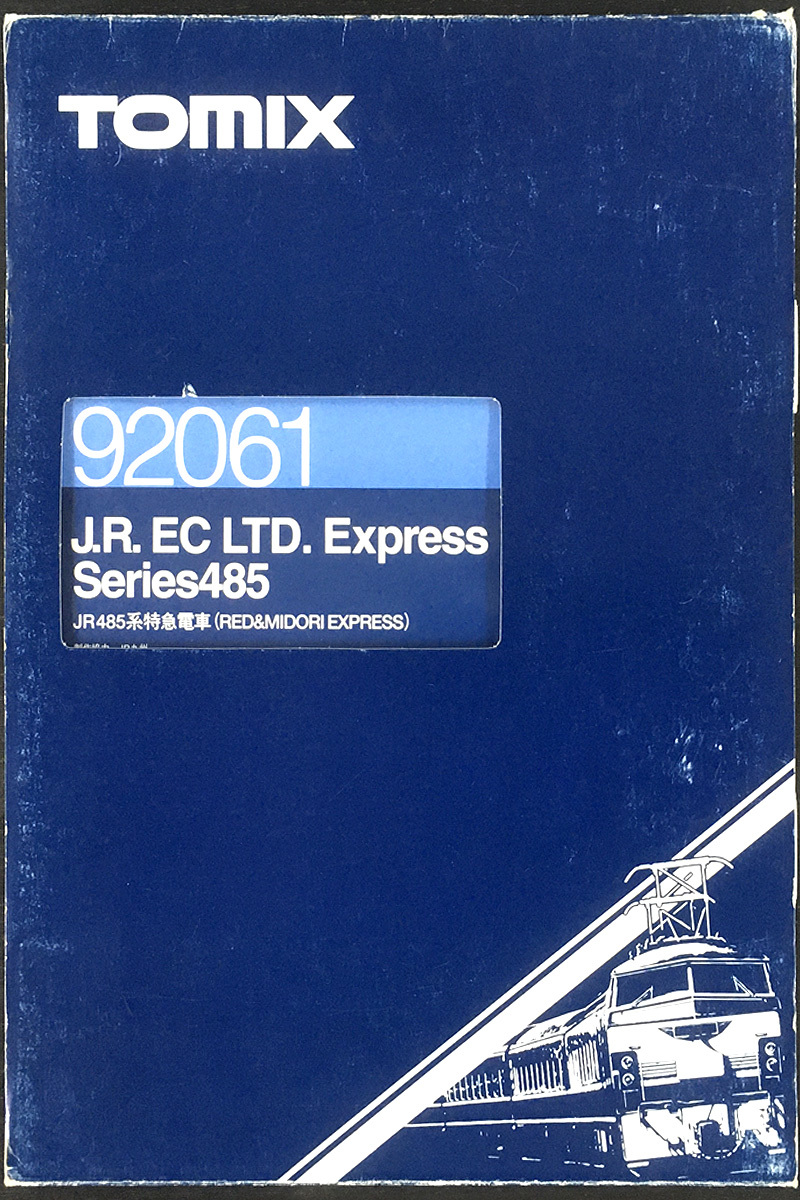 TOMIX
92061
J.R. EC LTD. Express
Series485
JR485系特急電車(RED&MIDORI EXPRESS)